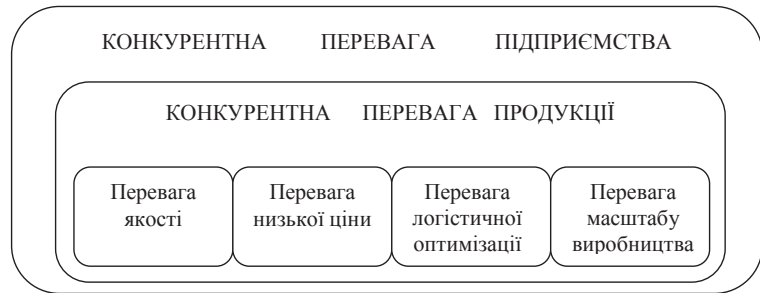 КОНКУРЕНТНА ПЕРЕВАГА ПІДПРИЄМСТВА
КОНКУРЕНТНА ПЕРЕВАГА ПРОДУКЦІЇ
Перевага
якості
Перевага
низької ціни
Перевага
логістичної
оптимізації
Перевага
масштабу
виробництва